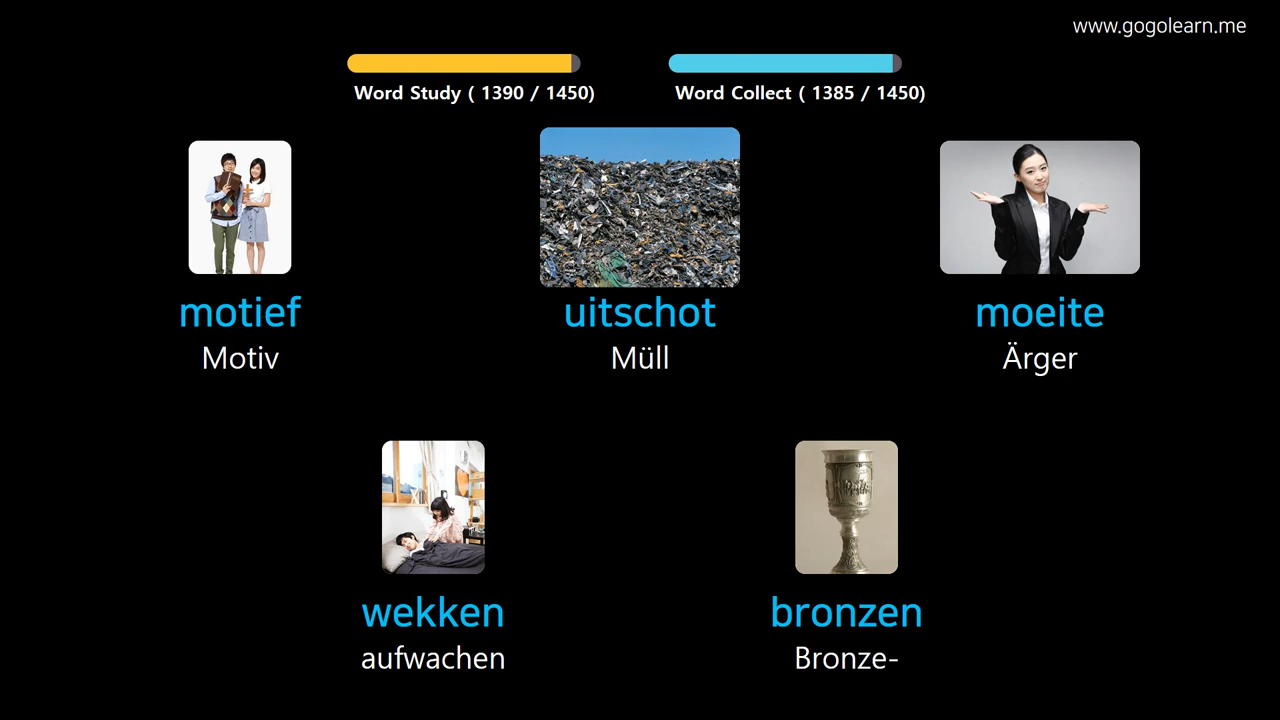 www.gogolearn.me
Word Study ( 1390 / 1450)
Word Collect ( 1385 / 1450)
motief
Motiv
uitschot
Müll
moeite
Ärger
wekken
aufwachen
bronzen
Bronze-